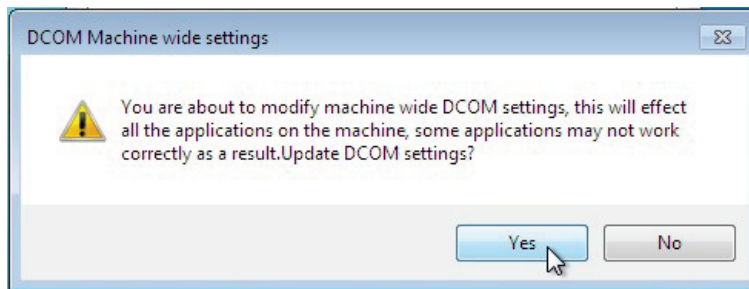 DCOM Machine wide settings
You are about to modify machine wide DCOM settings, this will effect
all the applications on the machine, some applications may not work
correctly as a result.Update DCOM settings?
Yes
No